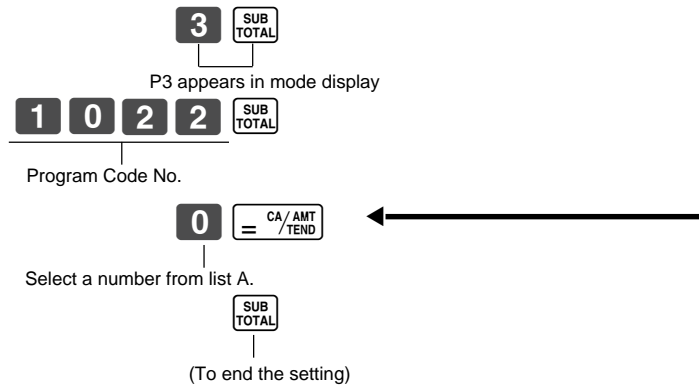 3 SUB TOTAL
P3 appears in mode display
1 0 2 2 SUB TOTAL
Program Code No.
0 = CA/AMT /TEND
Select a number from list A.
SUB TOTAL
(To end the setting)